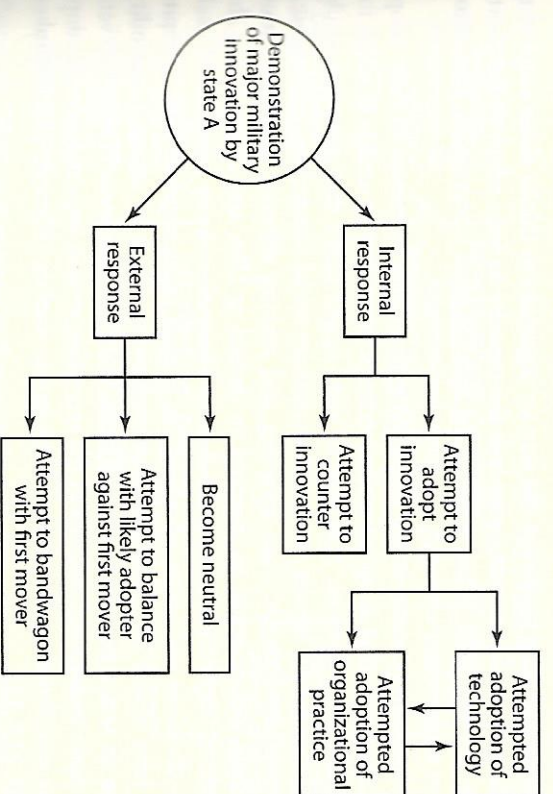 Demonstration
of major military
innovation by
state A
Internal
response
External
response
Attempt to
adopt
innovation
Attempt to
counter
innovation
Become neutral
Attempt to balance
with likely adopter
against first mover
Attempt to bandwagon
with first mover
Attempted
adoption of
technology
Attempted
adoption of
organizational
practice